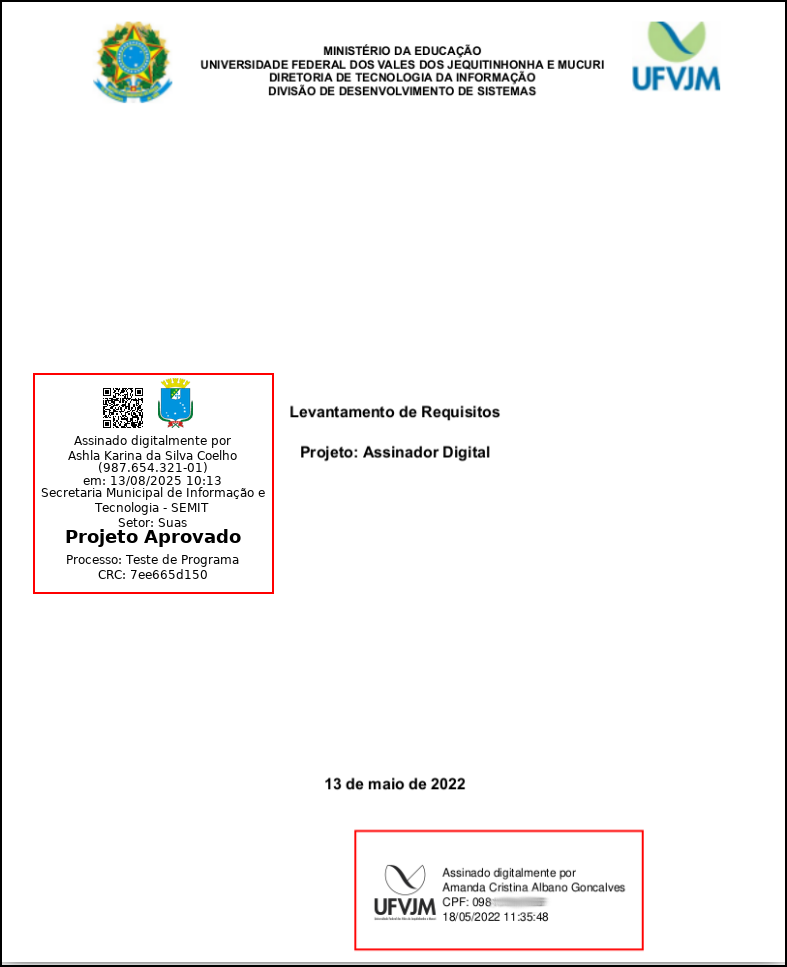 MINISTÉRIO DA EDUCAÇÃO
UNIVERSIDADE FEDERAL DOS VALES DOS JEQUITINHONHA E MUCURI
DIRETORIA DE TECNOLOGIA DA INFORMAÇÃO
DIVISÃO DE DESENVOLVIMENTO DE SISTEMAS
UFVJM
Levantamento de Requisitos
Projeto: Assinador Digital
Assinado digitalmente por
Ashla Karina da Silva Coelho
(987.654.321-01)
em: 13/08/2025 10:13
Secretaria Municipal de Informação e
Tecnologia - SEMIT
Setor: Suas
Projeto Aprovado
Processo: Teste de Programa
CRC: 7ee665d150
13 de maio de 2022
UFVJM
Assinado digitalmente por
Amanda Cristina Albano Goncalves
CPF: 098
18/05/2022 11:35:48